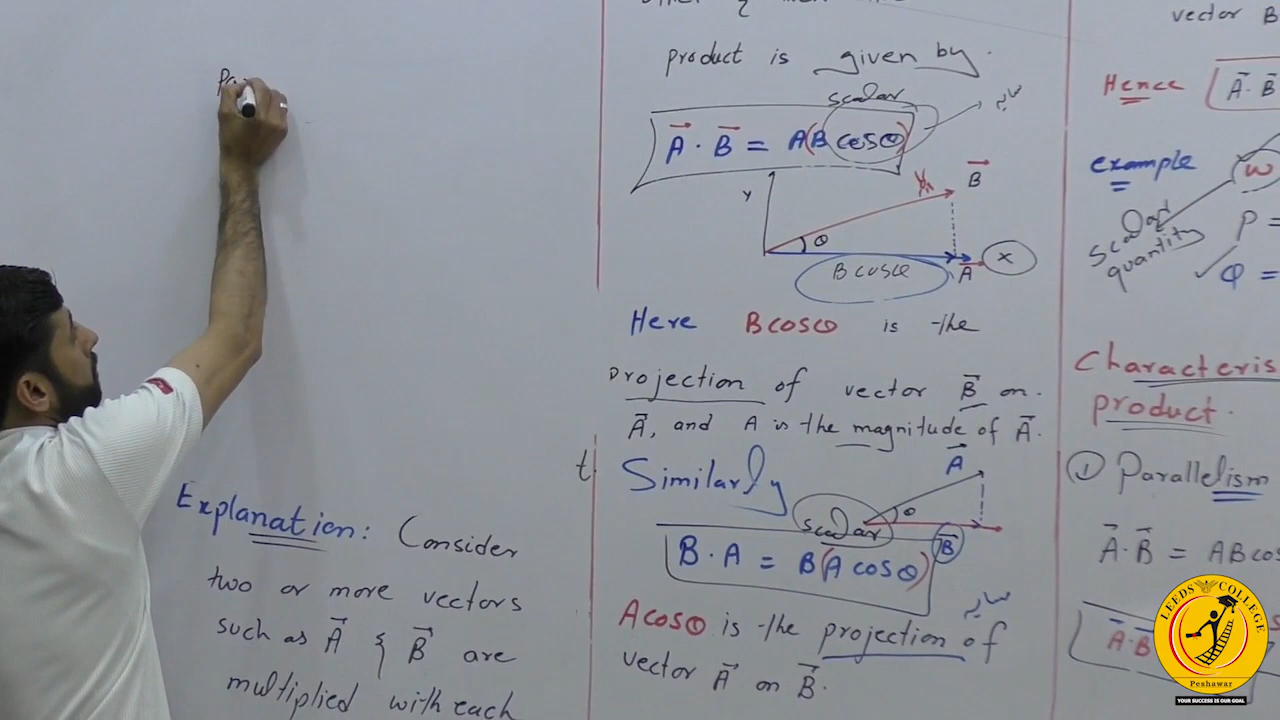 Explanation: Consider
two or more vectors
such as A⃗ & B⃗ are
multiplied with each
product is given by.
scalar
A⃗ · B⃗ = A(B cosθ)
Y
B⃗
θ
Bcosθ
A
x
Here Bcosθ is the
projection of vector B⃗ on
A⃗, and A is the magnitude of A⃗.
Similarly
A⃗
θ
scalar
B⃗
B · A = B(A cosθ)
Acosθ is the projection of
vector A⃗ on B⃗.
vector B
Hence A⃗ · B⃗
example W
Scalar
quantity
P =
Q =
Characteris
product.
① Parallelism
A⃗·B⃗ = ABcos
A⃗·B
LEEDS COLLEGE
Peshawar
YOUR SUCCESS IS OUR GOAL